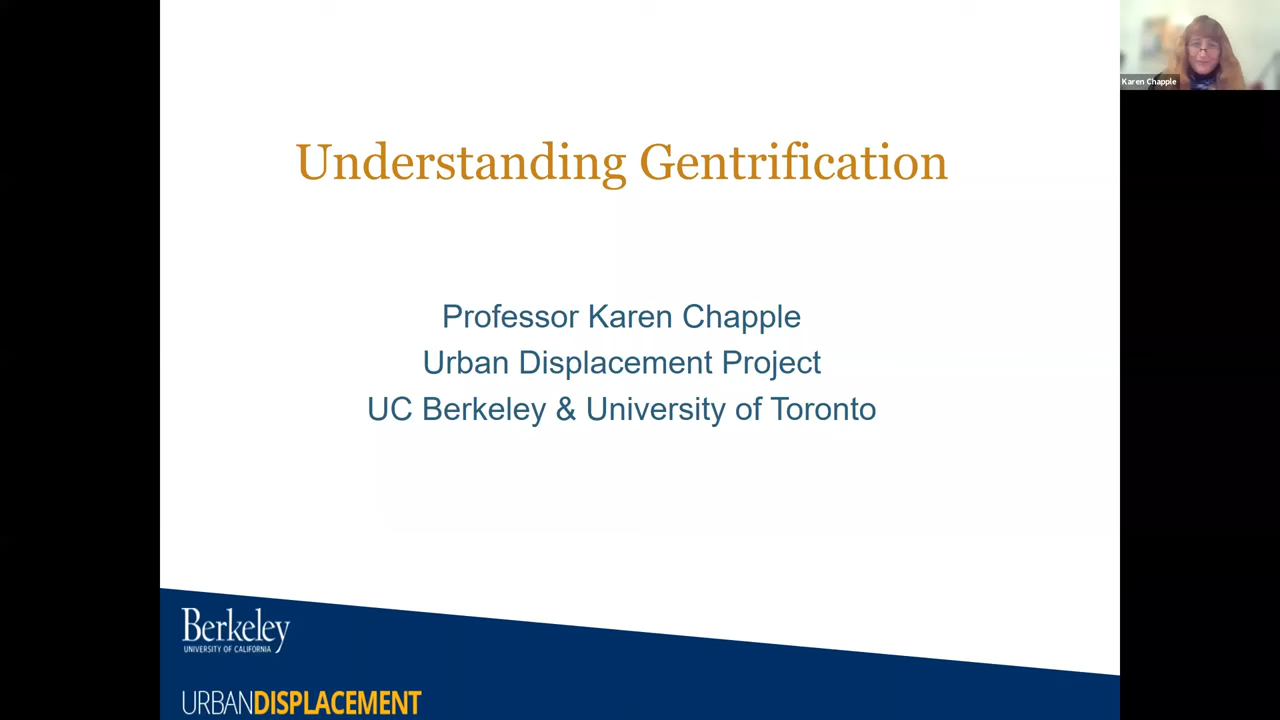 Karen Chapple
Understanding Gentrification
Professor Karen Chapple
Urban Displacement Project
UC Berkeley & University of Toronto
Berkeley
UNIVERSITY OF CALIFORNIA
URBANDISPLACEMENT